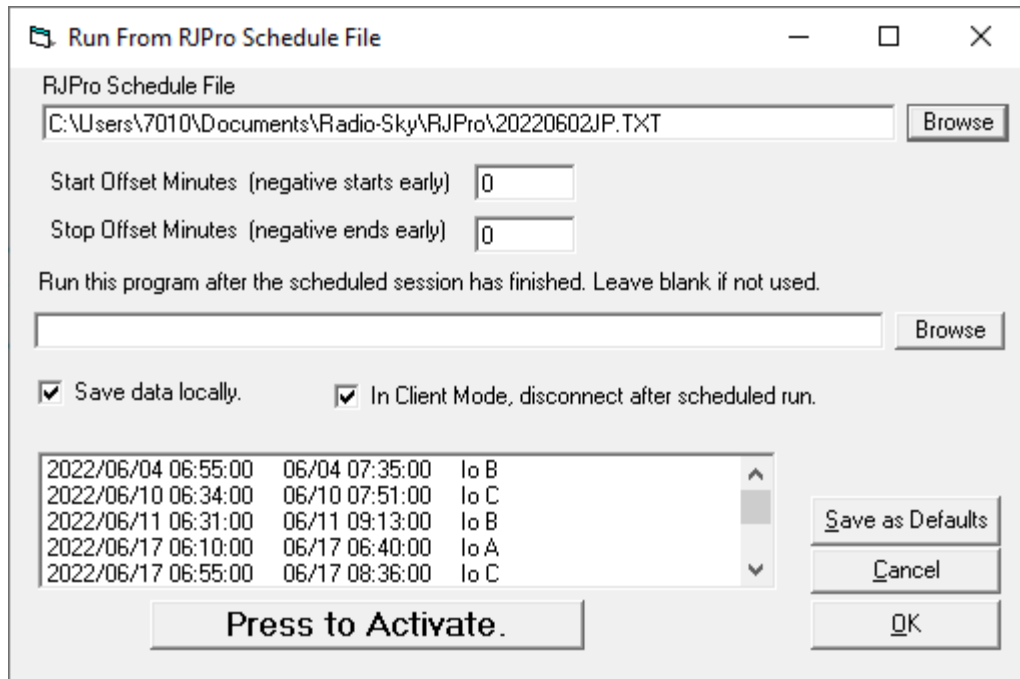 Run From RJPro Schedule File
RJPro Schedule File
C:\Users\7010\Documents\Radio-Sky\RJPro\20220602JP.TXT
Browse
Start Offset Minutes (negative starts early)
0
Stop Offset Minutes (negative ends early)
0
Run this program after the scheduled session has finished. Leave blank if not used.
Browse
Save data locally.
In Client Mode, disconnect after scheduled run.
2022/06/04 06:55:00 06/04 07:35:00 Io B
2022/06/10 06:34:00 06/10 07:51:00 Io C
2022/06/11 06:31:00 06/11 09:13:00 Io B
2022/06/17 06:10:00 06/17 06:40:00 Io A
2022/06/17 06:55:00 06/17 08:36:00 Io C
Save as Defaults
Cancel
Press to Activate.
OK